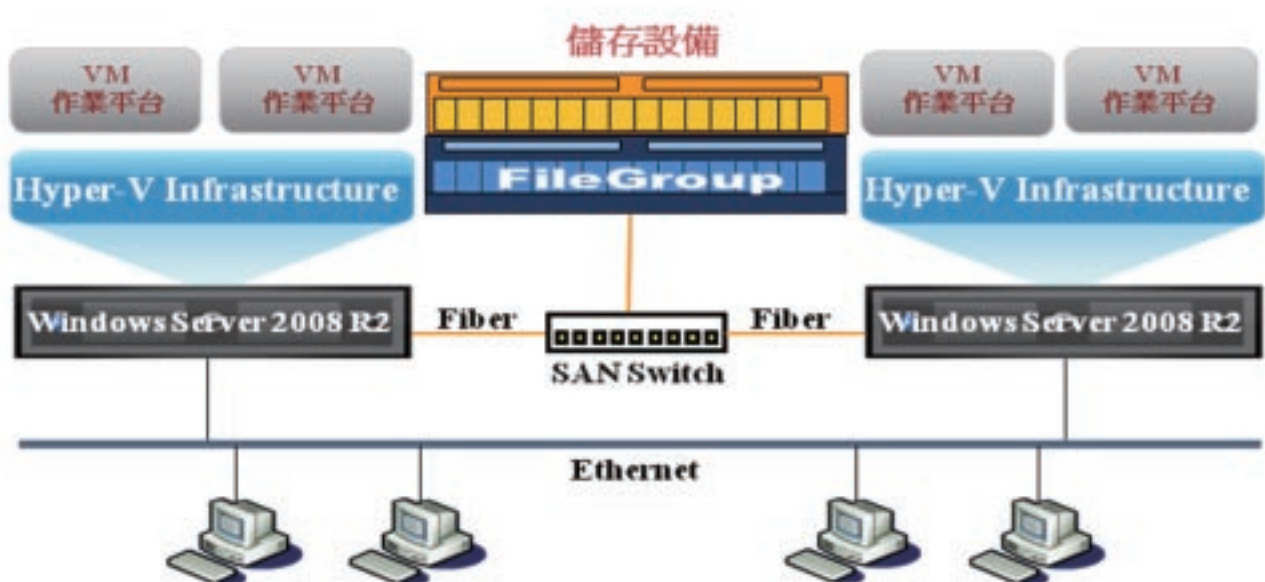 儲存設備
VM
作業平台
VM
作業平台
VM
作業平台
VM
作業平台
FileGroup
Hyper-V Infrastructure
Hyper-V Infrastructure
Windows Server 2008 R2
Fiber
Fiber
Windows Server 2008 R2
SAN Switch
Ethernet